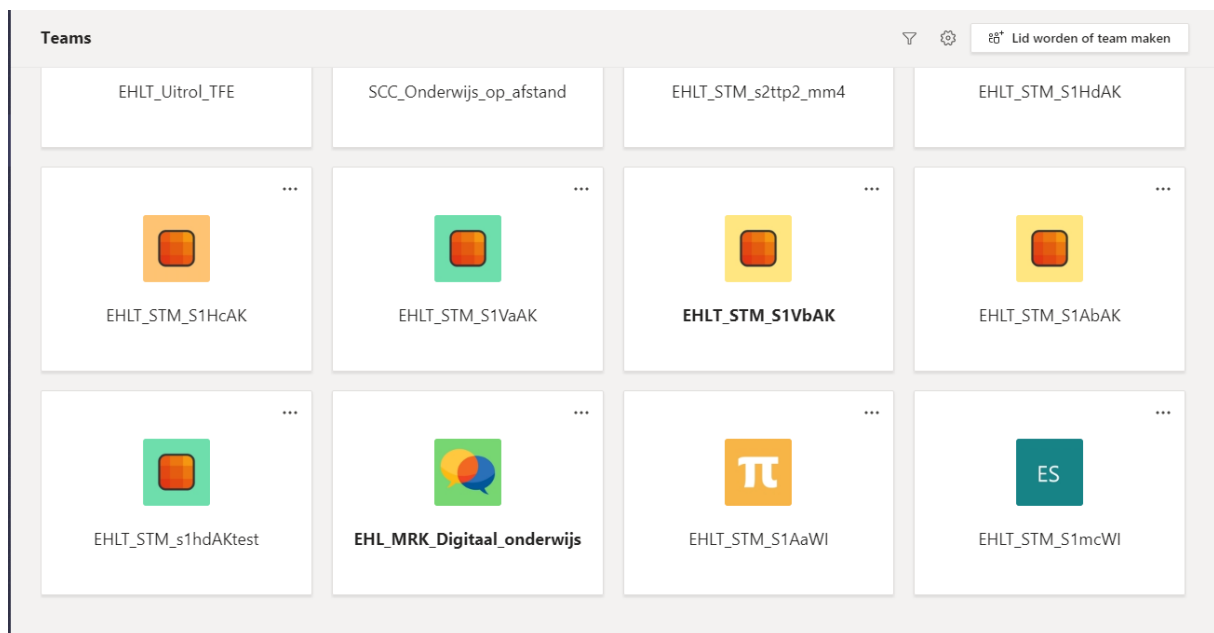 Teams
Lid worden of team maken
EHLT_Uitrol_TFE
SCC_Onderwijs_op_afstand
EHLT_STM_s2ttp2_mm4
EHLT_STM_S1HdAK
EHLT_STM_S1HcAK
EHLT_STM_S1VaAK
EHLT_STM_S1VbAK
EHLT_STM_S1AbAK
π
ES
EHLT_STM_s1hdAKtest
EHL_MRK_Digitaal_onderwijs
EHLT_STM_S1AaWI
EHLT_STM_S1mcWI